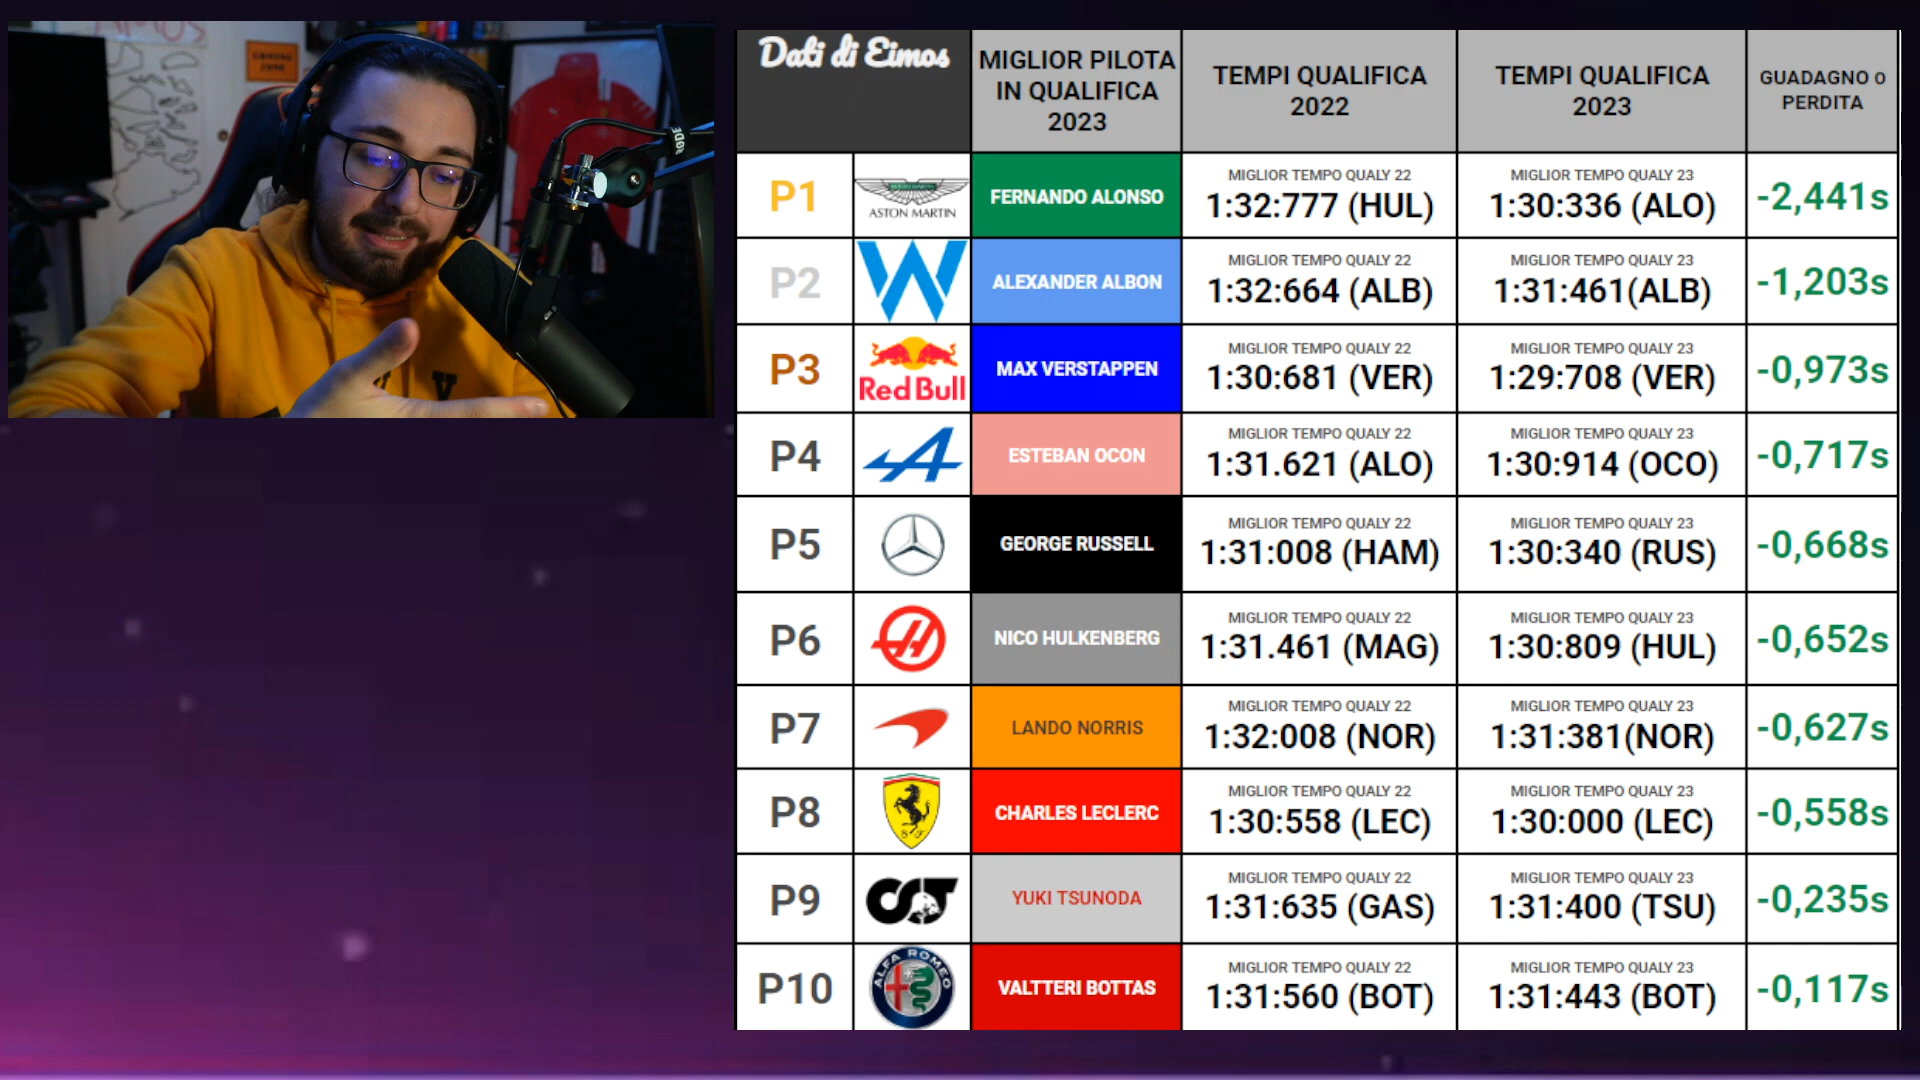 GAMING
ZONE
RØDE
V
Dati di Eimos
MIGLIOR PILOTA
IN QUALIFICA
2023
TEMPI QUALIFICA
2022
TEMPI QUALIFICA
2023
GUADAGNO O
PERDITA
P1
ASTON MARTIN
FERNANDO ALONSO
MIGLIOR TEMPO QUALY 22
1:32:777 (HUL)
MIGLIOR TEMPO QUALY 23
1:30:336 (ALO)
-2,441s
P2
ALEXANDER ALBON
MIGLIOR TEMPO QUALY 22
1:32:664 (ALB)
MIGLIOR TEMPO QUALY 23
1:31:461(ALB)
-1,203s
P3
Red Bull
MAX VERSTAPPEN
MIGLIOR TEMPO QUALY 22
1:30:681 (VER)
MIGLIOR TEMPO QUALY 23
1:29:708 (VER)
-0,973s
P4
ESTEBAN OCON
MIGLIOR TEMPO QUALY 22
1:31.621 (ALO)
MIGLIOR TEMPO QUALY 23
1:30:914 (OCO)
-0,717s
P5
GEORGE RUSSELL
MIGLIOR TEMPO QUALY 22
1:31:008 (HAM)
MIGLIOR TEMPO QUALY 23
1:30:340 (RUS)
-0,668s
P6
NICO HULKENBERG
MIGLIOR TEMPO QUALY 22
1:31.461 (MAG)
MIGLIOR TEMPO QUALY 23
1:30:809 (HUL)
-0,652s
P7
LANDO NORRIS
MIGLIOR TEMPO QUALY 22
1:32:008 (NOR)
MIGLIOR TEMPO QUALY 23
1:31:381(NOR)
-0,627s
P8
S F
CHARLES LECLERC
MIGLIOR TEMPO QUALY 22
1:30:558 (LEC)
MIGLIOR TEMPO QUALY 23
1:30:000 (LEC)
-0,558s
P9
YUKI TSUNODA
MIGLIOR TEMPO QUALY 22
1:31:635 (GAS)
MIGLIOR TEMPO QUALY 23
1:31:400 (TSU)
-0,235s
P10
ALFA ROMEO
VALTTERI BOTTAS
MIGLIOR TEMPO QUALY 22
1:31:560 (BOT)
MIGLIOR TEMPO QUALY 23
1:31:443 (BOT)
-0,117s